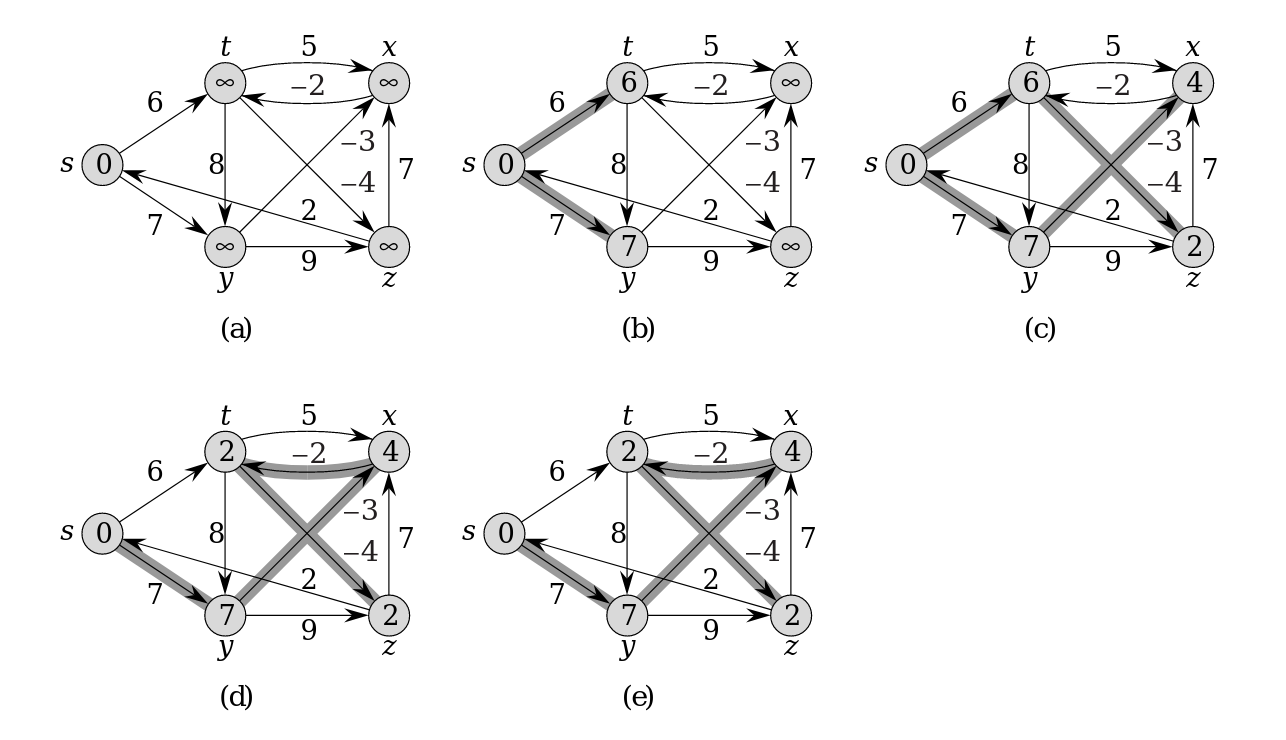 t 5 x t 5 x t 5 x
∞ −2 ∞ 6 −2 ∞ 6 −2 4
6 6 6
−3 −3 −3
s 0 8 7 s 0 8 7 s 0 8 7
−4 −4 −4
7 2 7 2 7 2
∞ 9 ∞ 7 9 ∞ 7 9 2
y z y z y z
(a) (b) (c)
t 5 x t 5 x
2 −2 4 2 −2 4
6 6
−3 −3
s 0 8 7 s 0 8 7
−4 −4
7 2 7 2
7 9 2 7 9 2
y z y z
(d) (e)